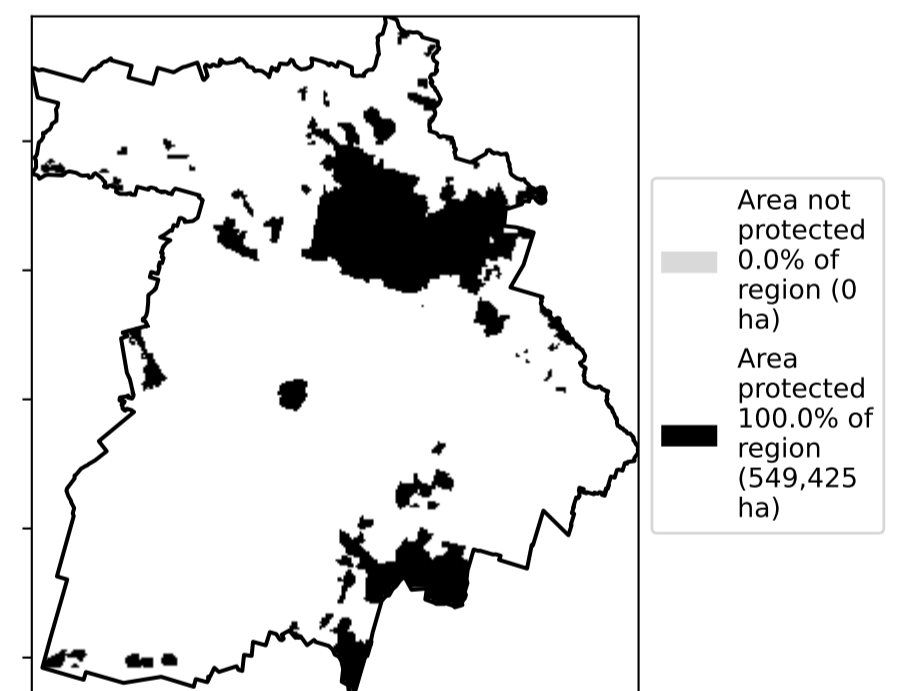 Area not
protected
0.0% of
region (0
ha)
Area
protected
100.0% of
region
(549,425
ha)